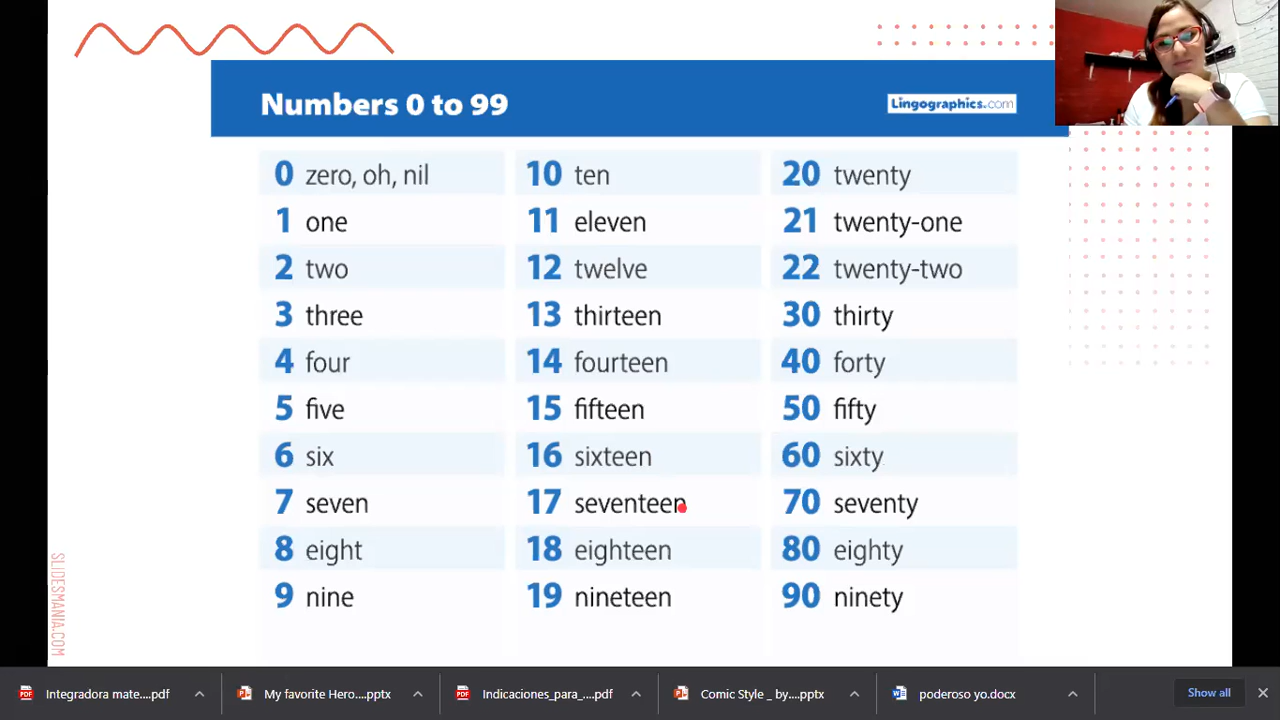 Numbers 0 to 99
Lingographics.com
0 zero, oh, nil
1 one
2 two
3 three
4 four
5 five
6 six
7 seven
8 eight
9 nine
10 ten
11 eleven
12 twelve
13 thirteen
14 fourteen
15 fifteen
16 sixteen
17 seventeen
18 eighteen
19 nineteen
20 twenty
21 twenty-one
22 twenty-two
30 thirty
40 forty
50 fifty
60 sixty
70 seventy
80 eighty
90 ninety
SLIDESMANIA.COM
Integradora mate....pdf
My favorite Hero....pptx
Indicaciones_para_....pdf
Comic Style _ by....pptx
poderoso yo.docx
Show all